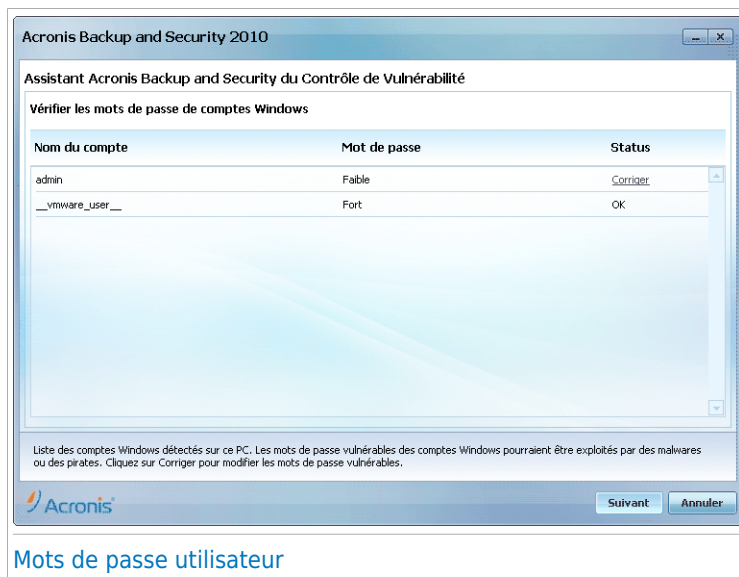 Acronis Backup and Security 2010
Assistant Acronis Backup and Security du Contrôle de Vulnérabilité
Vérifier les mots de passe de comptes Windows
Nom du compte Mot de passe Status
admin Faible Corriger
__vmware_user__ Fort OK
Liste des comptes Windows détectés sur ce PC. Les mots de passe vulnérables des comptes Windows pourraient être exploités par des malwares
ou des pirates. Cliquez sur Corriger pour modifier les mots de passe vulnérables.
Acronis
Suivant Annuler
Mots de passe utilisateur